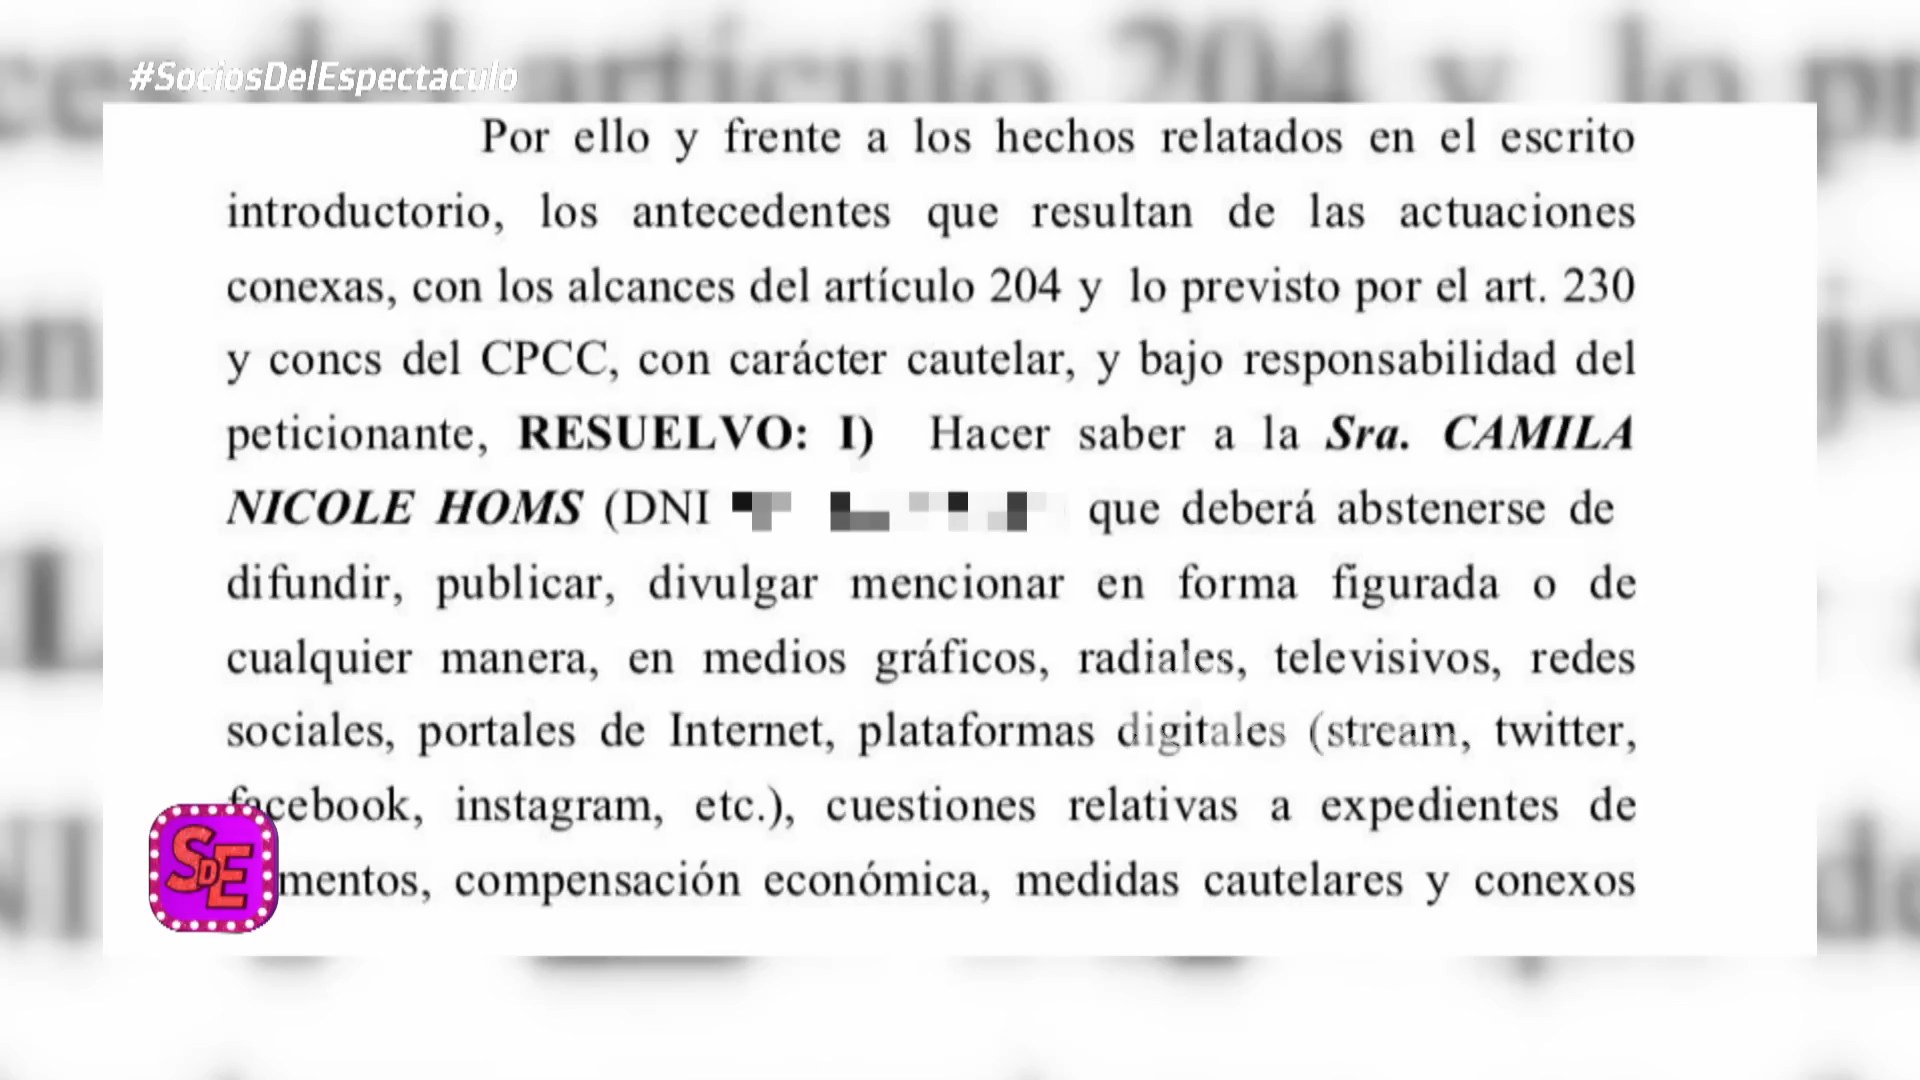 #SociosDelEspectaculo
Por ello y frente a los hechos relatados en el escrito
introductorio, los antecedentes que resultan de las actuaciones
conexas, con los alcances del artículo 204 y lo previsto por el art. 230
y concs del CPCC, con carácter cautelar, y bajo responsabilidad del
peticionante, RESUELVO: I) Hacer saber a la Sra. CAMILA
NICOLE HOMS (DNI que deberá abstenerse de
difundir, publicar, divulgar mencionar en forma figurada o de
cualquier manera, en medios gráficos, radiales, televisivos, redes
sociales, portales de Internet, plataformas digitales (stream, twitter,
facebook, instagram, etc.), cuestiones relativas a expedientes de
mentos, compensación económica, medidas cautelares y conexos
SDE